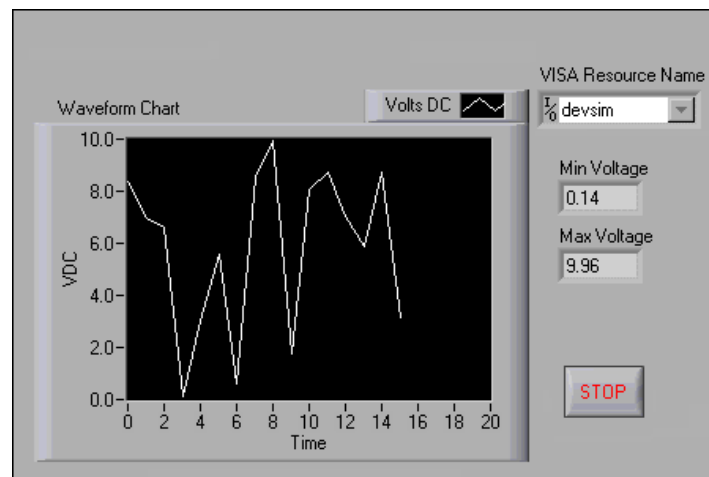 VISA Resource Name
Waveform Chart
Volts DC
I/O devsim
10.0
8.0
6.0
4.0
2.0
0.0
VDC
0 2 4 6 8 10 12 14 16 18 20
Time
Min Voltage
0.14
Max Voltage
9.96
STOP